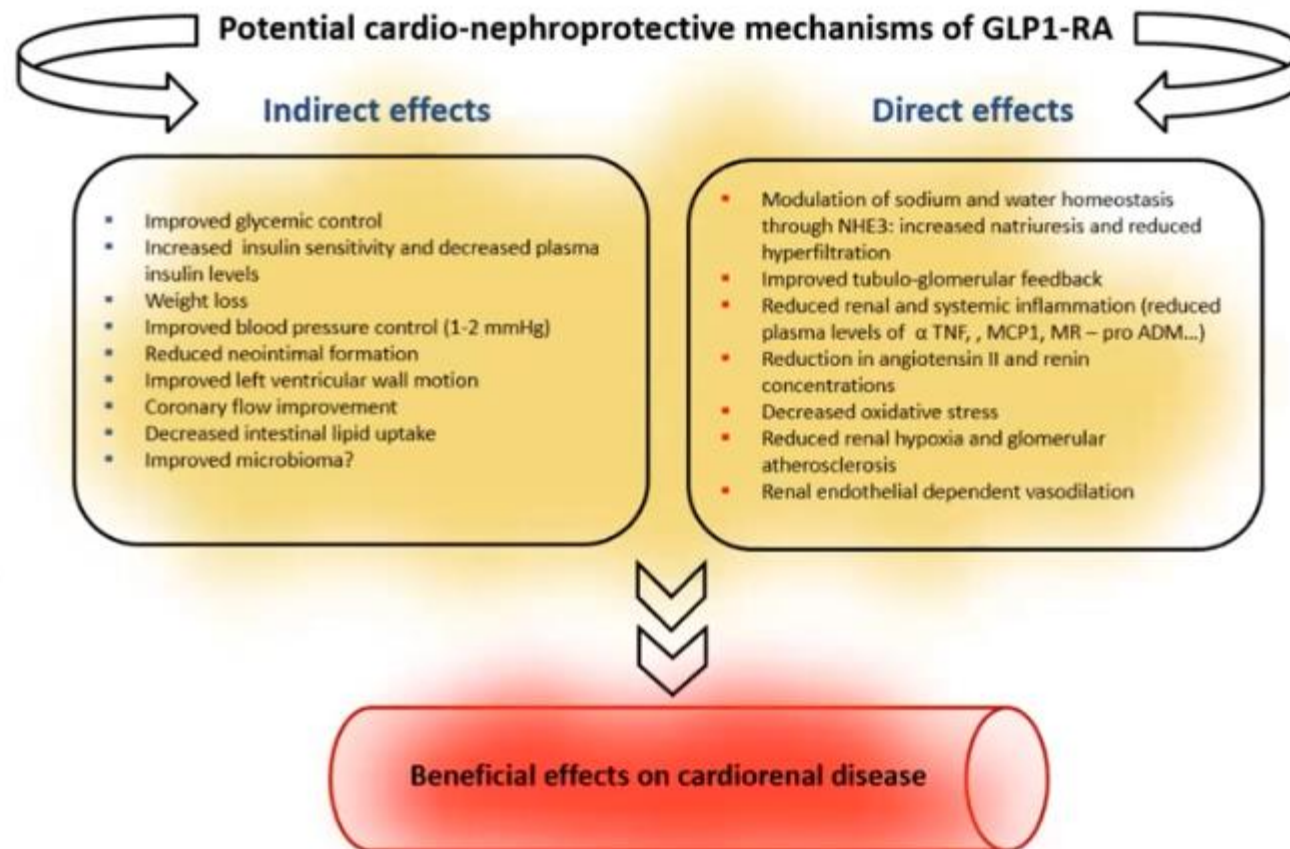 Potential cardio-nephroprotective mechanisms of GLP1-RA
Indirect effects
Improved glycemic control
Increased insulin sensitivity and decreased plasma
insulin levels
Weight loss
Improved blood pressure control (1-2 mmHg)
Reduced neointimal formation
Improved left ventricular wall motion
Coronary flow improvement
Decreased intestinal lipid uptake
Improved microbioma?
Direct effects
Modulation of sodium and water homeostasis
through NHE3: increased natriuresis and reduced
hyperfiltration
Improved tubulo-glomerular feedback
Reduced renal and systemic inflammation (reduced
plasma levels of α TNF, , MCP1, MR – pro ADM...)
Reduction in angiotensin II and renin
concentrations
Decreased oxidative stress
Reduced renal hypoxia and glomerular
atherosclerosis
Renal endothelial dependent vasodilation
Beneficial effects on cardiorenal disease